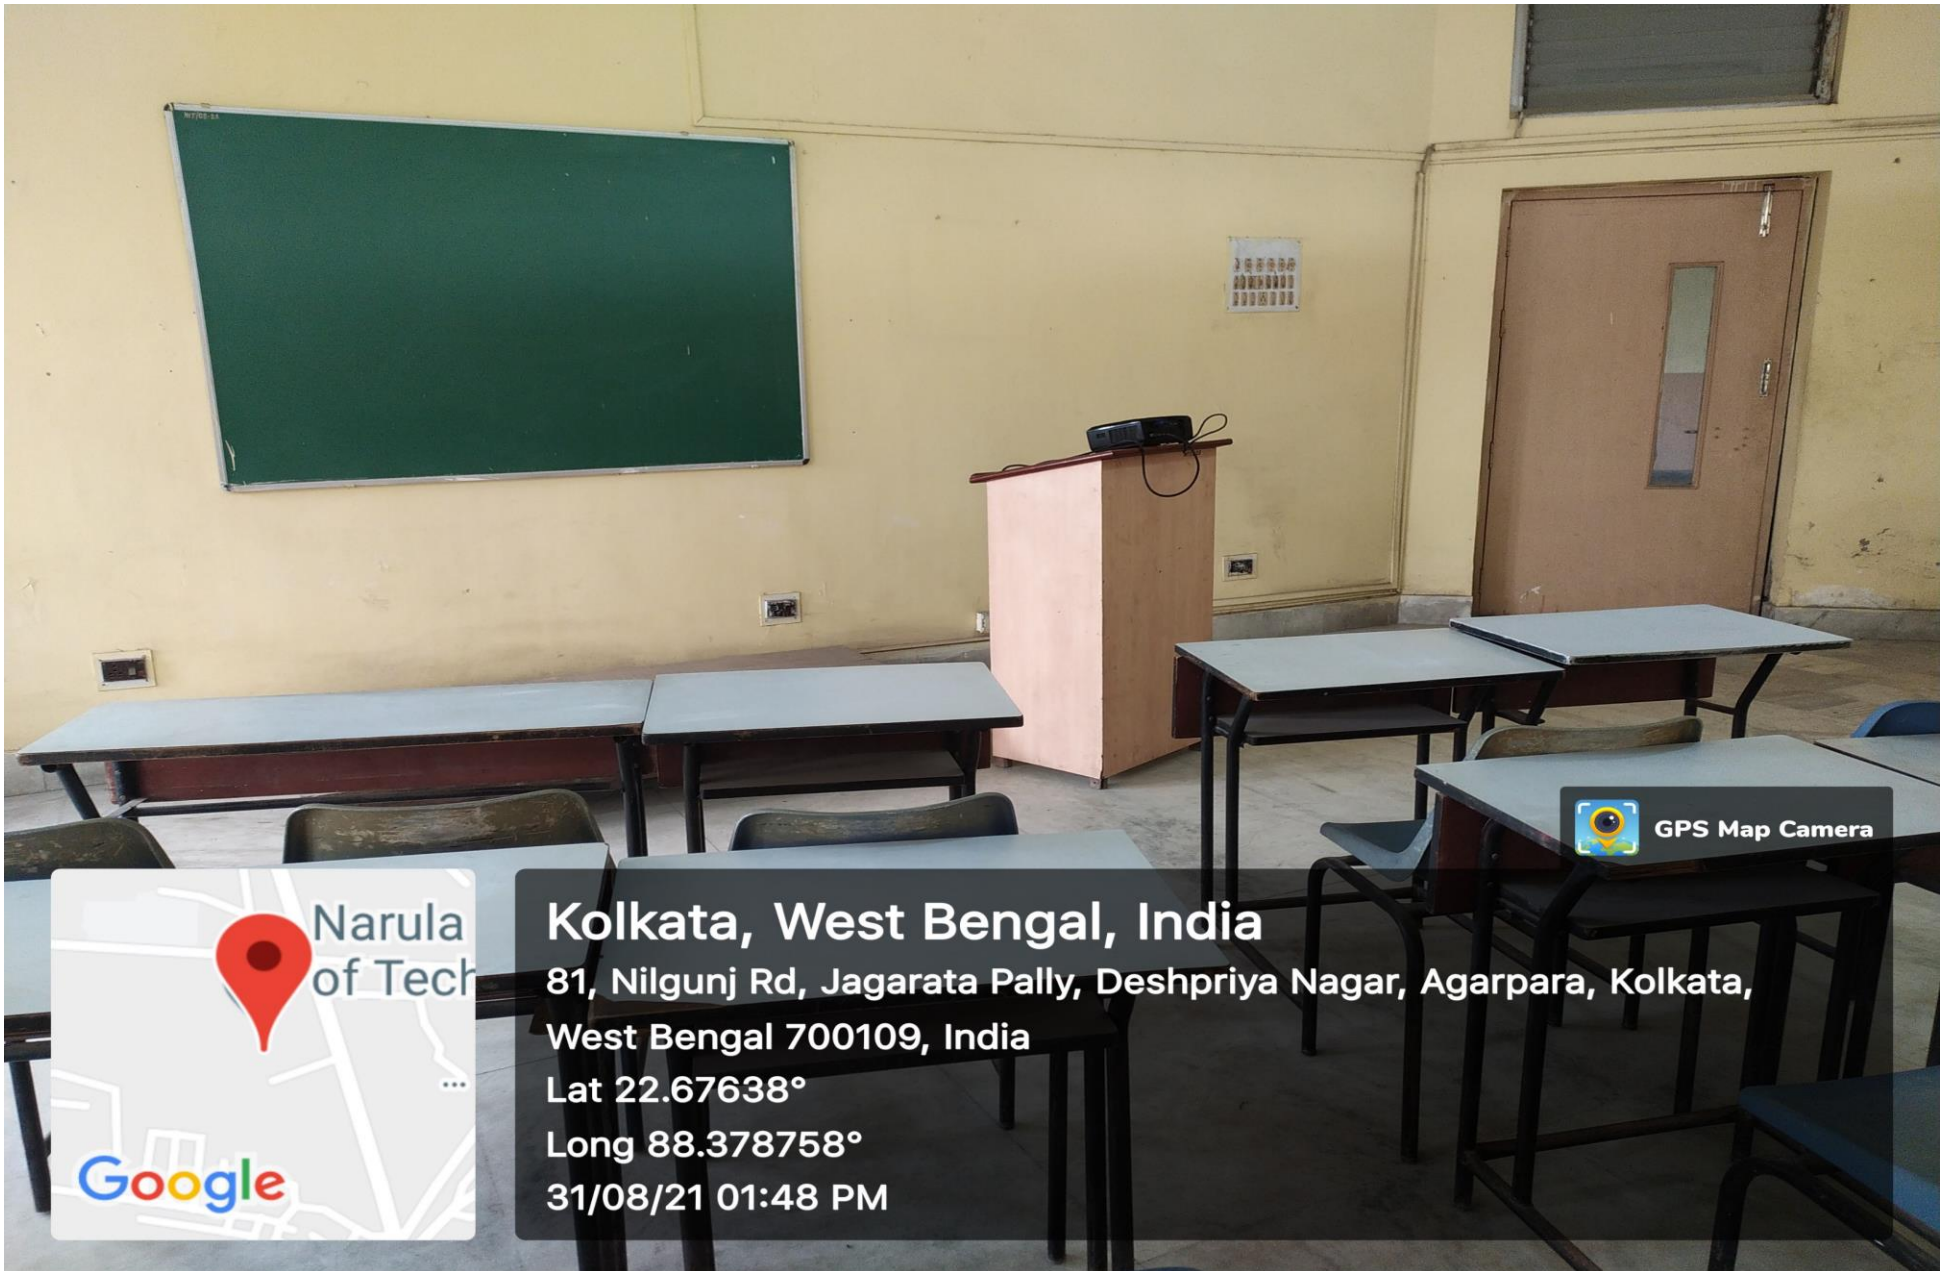 GPS Map Camera
Narula
of Tech
Google
Kolkata, West Bengal, India
81, Nilgunj Rd, Jagarata Pally, Deshpriya Nagar, Agarpara, Kolkata,
West Bengal 700109, India
Lat 22.67638°
Long 88.378758°
31/08/21 01:48 PM